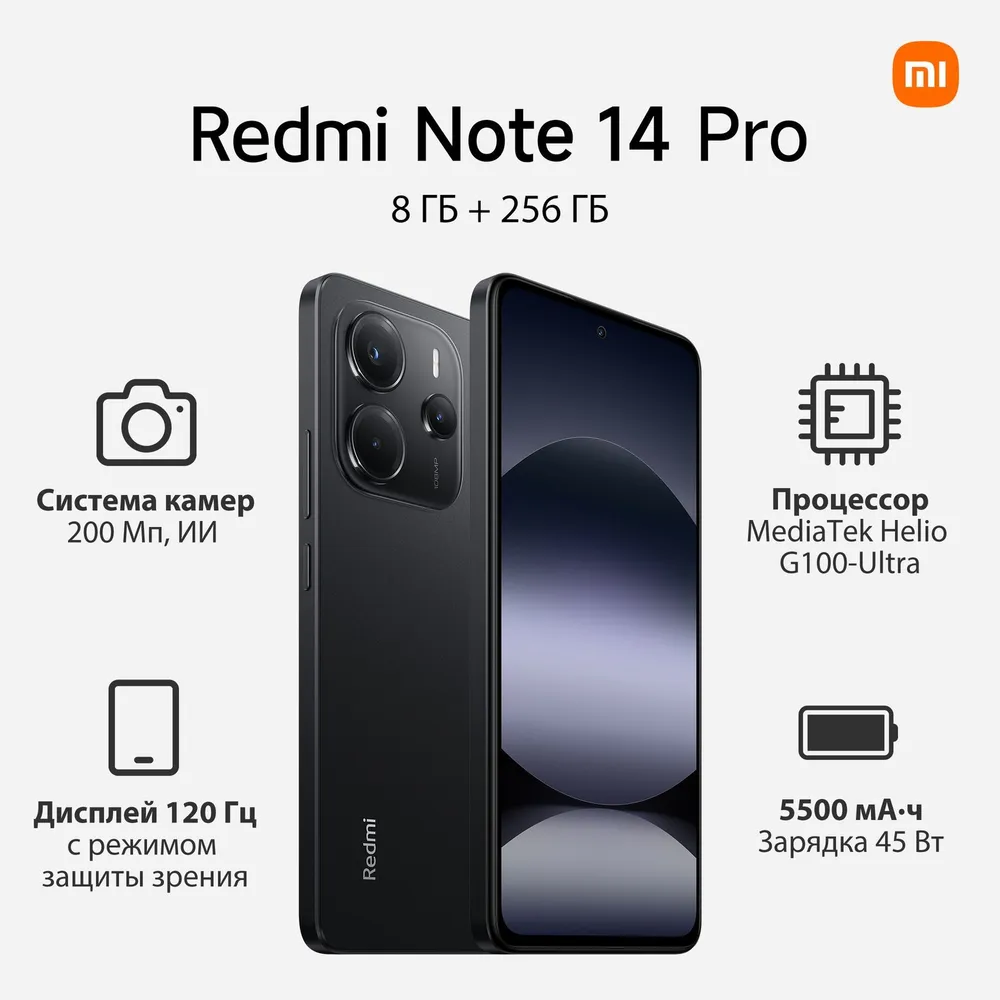 mi
Redmi Note 14 Pro
8 ГБ + 256 ГБ
Система камер
200 Мп, ИИ
Процессор
MediaTek Helio
G100-Ultra
108MP
Дисплей 120 Гц
с режимом
защиты зрения
5500 мА·ч
Зарядка 45 Вт
Redmi